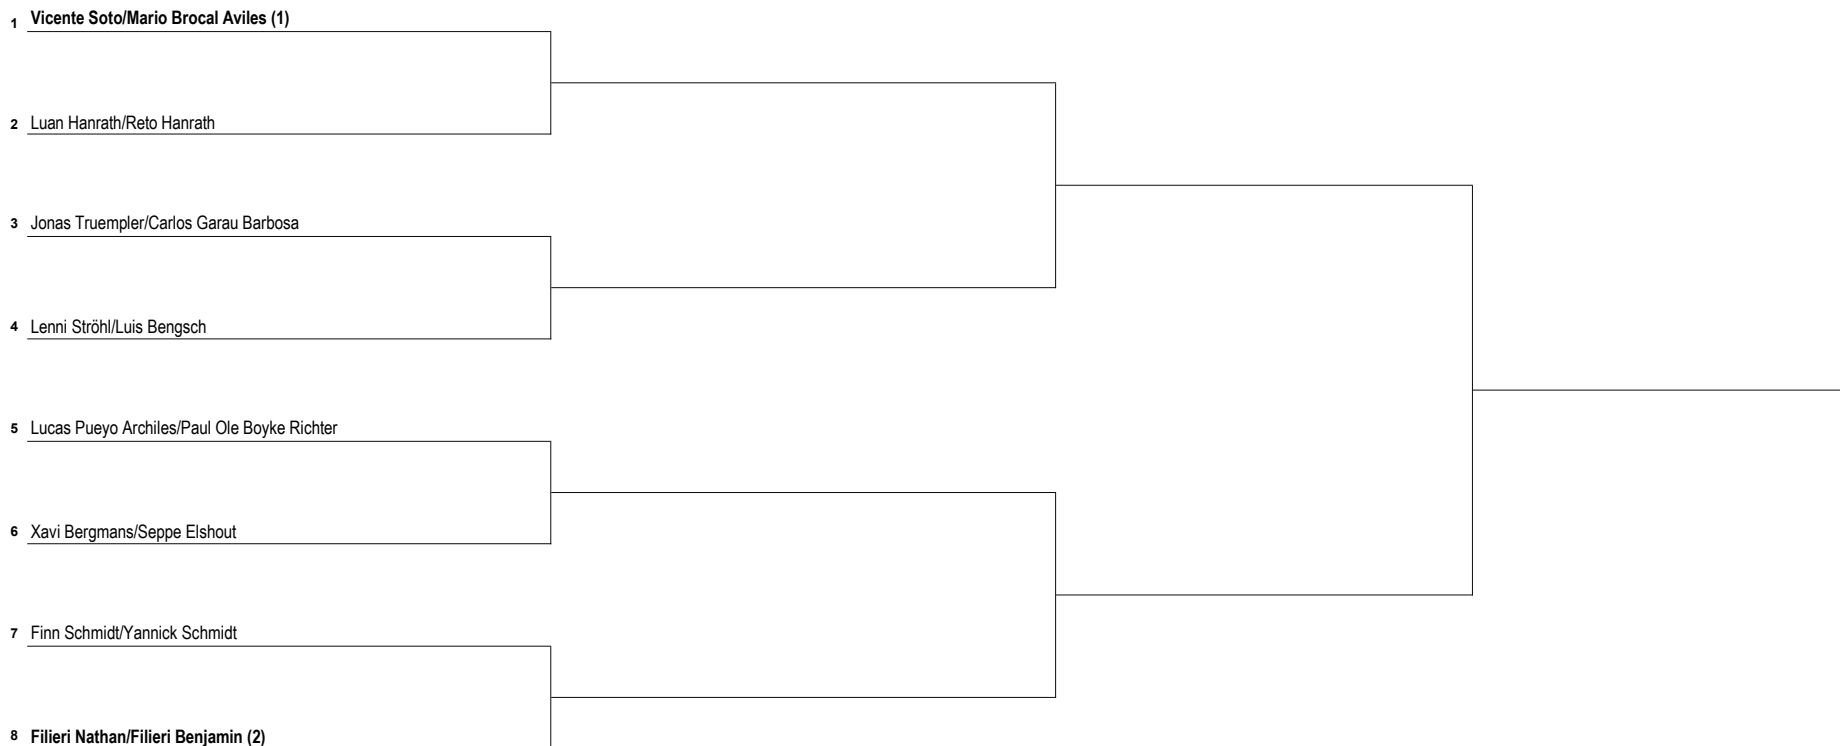 1 Vicente Soto/Mario Brocal Aviles (1)
2 Luan Hanrath/Reto Hanrath
3 Jonas Truempler/Carlos Garau Barbosa
4 Lenni Ströhl/Luis Bengsch
5 Lucas Pueyo Archiles/Paul Ole Boyke Richter
6 Xavi Bergmans/Seppe Elshout
7 Finn Schmidt/Yannick Schmidt
8 Filieri Nathan/Filieri Benjamin (2)